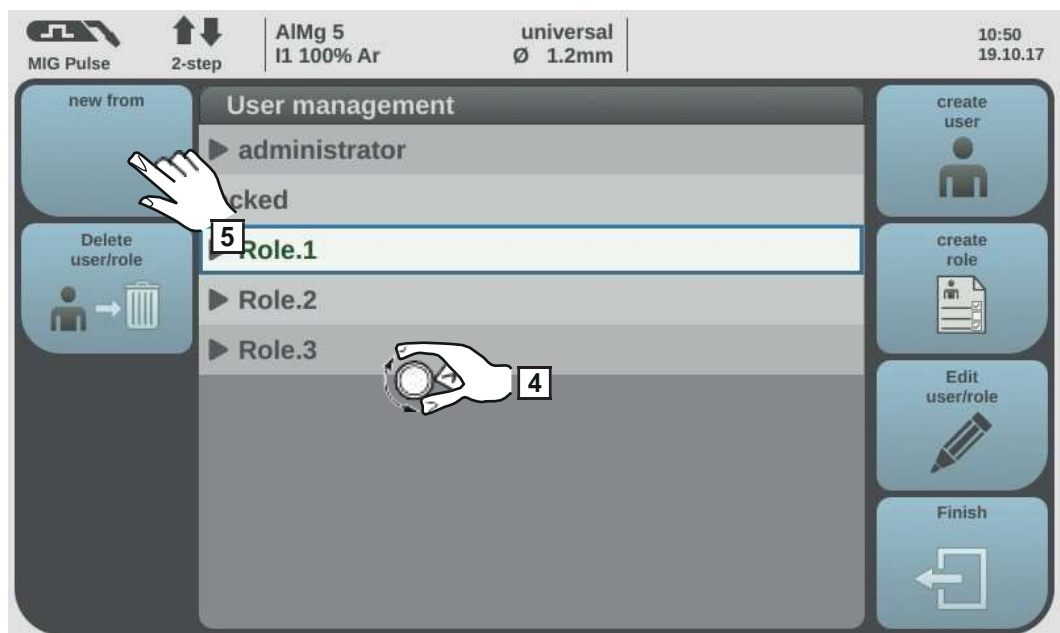 MIG Pulse
2-step
AlMg 5
I1 100% Ar
universal
Ø 1.2mm
10:50
19.10.17
new from
Delete
user/role
User management
administrator
cked
Role.1
Role.2
Role.3
5
4
create
user
create
role
Edit
user/role
Finish